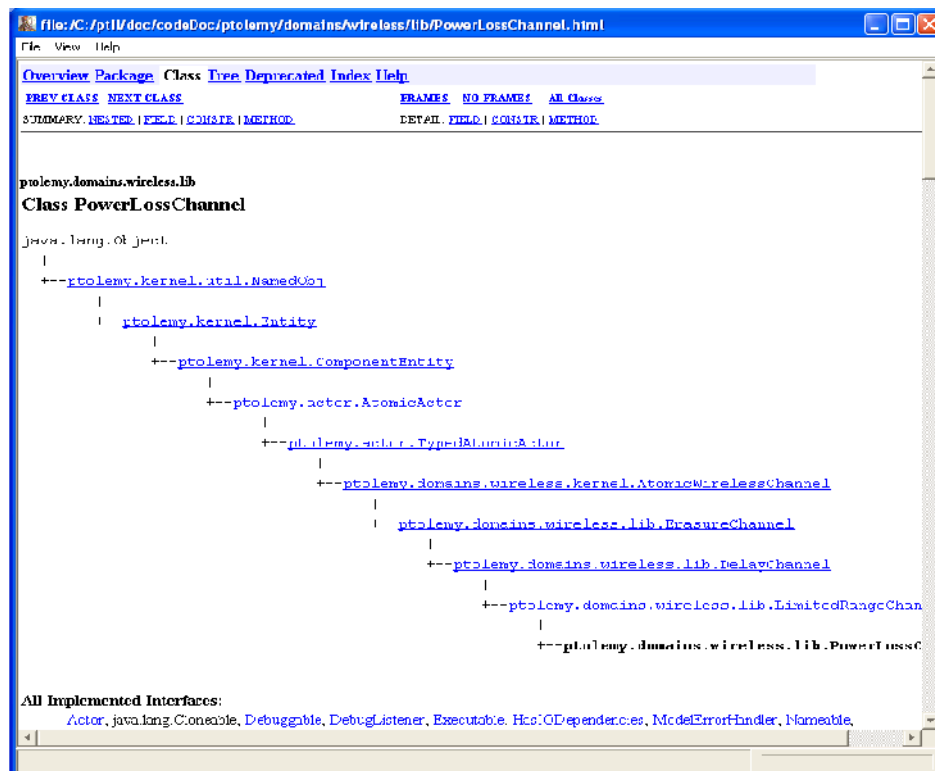 file:/C:/ptII/doc/codeDoc/ptolemy/domains/wireless/lib/PowerLossChannel.html
File View Help
Overview Package Class Tree Deprecated Index Help
PREV CLASS NEXT CLASS FRAMES NO FRAMES All Classes
SUMMARY: NESTED | FIELD | CONSTR | METHOD DETAIL: FIELD | CONSTR | METHOD
ptolemy.domains.wireless.lib
Class PowerLossChannel
java.lang.Object
|
+--ptolemy.kernel.util.NamedObj
|
+--ptolemy.kernel.Entity
|
+--ptolemy.kernel.ComponentEntity
|
+--ptolemy.actor.AtomicActor
|
+--ptolemy.actor.TypedAtomicActor
|
+--ptolemy.domains.wireless.kernel.AtomicWirelessChannel
|
+--ptolemy.domains.wireless.lib.ErasureChannel
|
+--ptolemy.domains.wireless.lib.DelayChannel
|
+--ptolemy.domains.wireless.lib.LimitedRangeChan
|
+--ptolemy.domains.wireless.lib.PowerLossC
All Implemented Interfaces:
Actor, java.lang.Cloneable, Debuggable, DebugListener, Executable, HasIODependencies, ModelErrorHandler, Nameable,